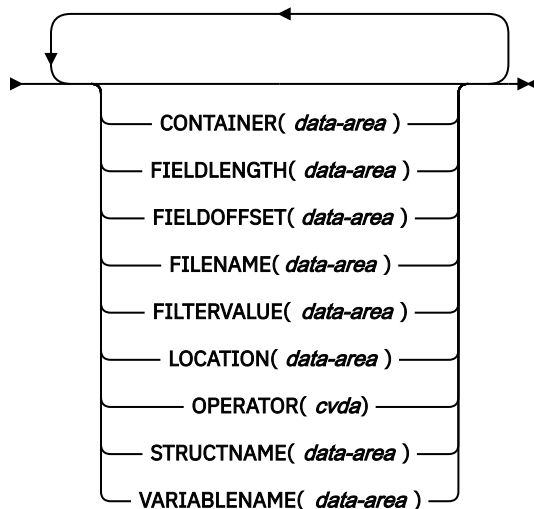 CONTAINER( data-area )
FIELDLENGTH( data-area )
FIELDOFFSET( data-area )
FILENAME( data-area )
FILTERVALUE( data-area )
LOCATION( data-area )
OPERATOR( cvda)
STRUCTNAME( data-area )
VARIABLENAME( data-area )